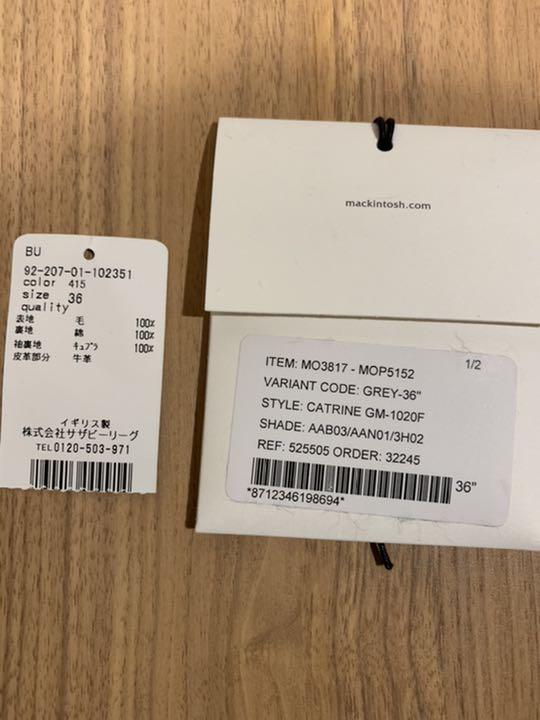 BU
92-207-01-102351
color 415
size 36
quality
表地 毛 100%
裏地 綿 100%
袖裏地 キュプラ 100%
皮革部分 牛革
イギリス製
株式会社サザビーリーグ
TEL0120-503-971
mackintosh.com
1/2
ITEM: MO3817 - MOP5152
VARIANT CODE: GREY-36"
STYLE: CATRINE GM-1020F
SHADE: AAB03/AAN01/3H02
REF: 525505 ORDER: 32245
36"
*8712346198694*